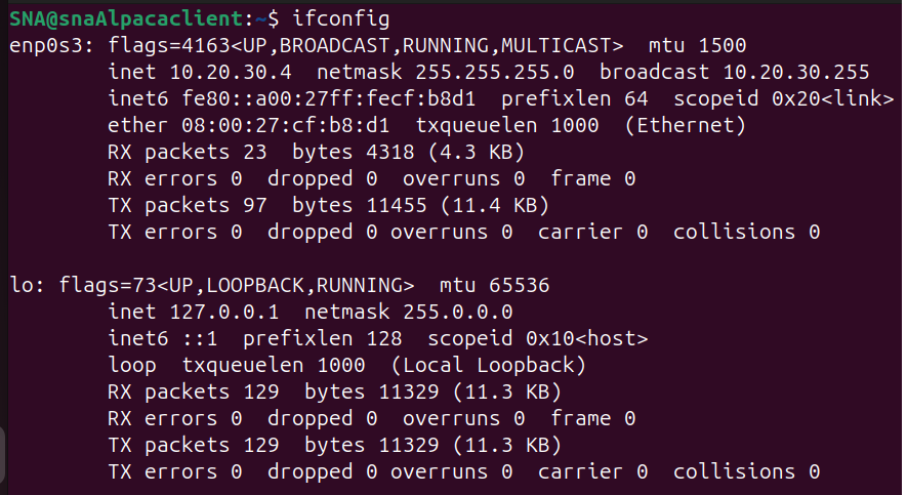 SNA@snaAlpacaclient:~$ ifconfig
enp0s3: flags=4163<UP,BROADCAST,RUNNING,MULTICAST>  mtu 1500
        inet 10.20.30.4  netmask 255.255.255.0  broadcast 10.20.30.255
        inet6 fe80::a00:27ff:fecf:b8d1  prefixlen 64  scopeid 0x20<link>
        ether 08:00:27:cf:b8:d1  txqueuelen 1000  (Ethernet)
        RX packets 23  bytes 4318 (4.3 KB)
        RX errors 0  dropped 0  overruns 0  frame 0
        TX packets 97  bytes 11455 (11.4 KB)
        TX errors 0  dropped 0 overruns 0  carrier 0  collisions 0

lo: flags=73<UP,LOOPBACK,RUNNING>  mtu 65536
        inet 127.0.0.1  netmask 255.0.0.0
        inet6 ::1  prefixlen 128  scopeid 0x10<host>
        loop  txqueuelen 1000  (Local Loopback)
        RX packets 129  bytes 11329 (11.3 KB)
        RX errors 0  dropped 0  overruns 0  frame 0
        TX packets 129  bytes 11329 (11.3 KB)
        TX errors 0  dropped 0 overruns 0  carrier 0  collisions 0